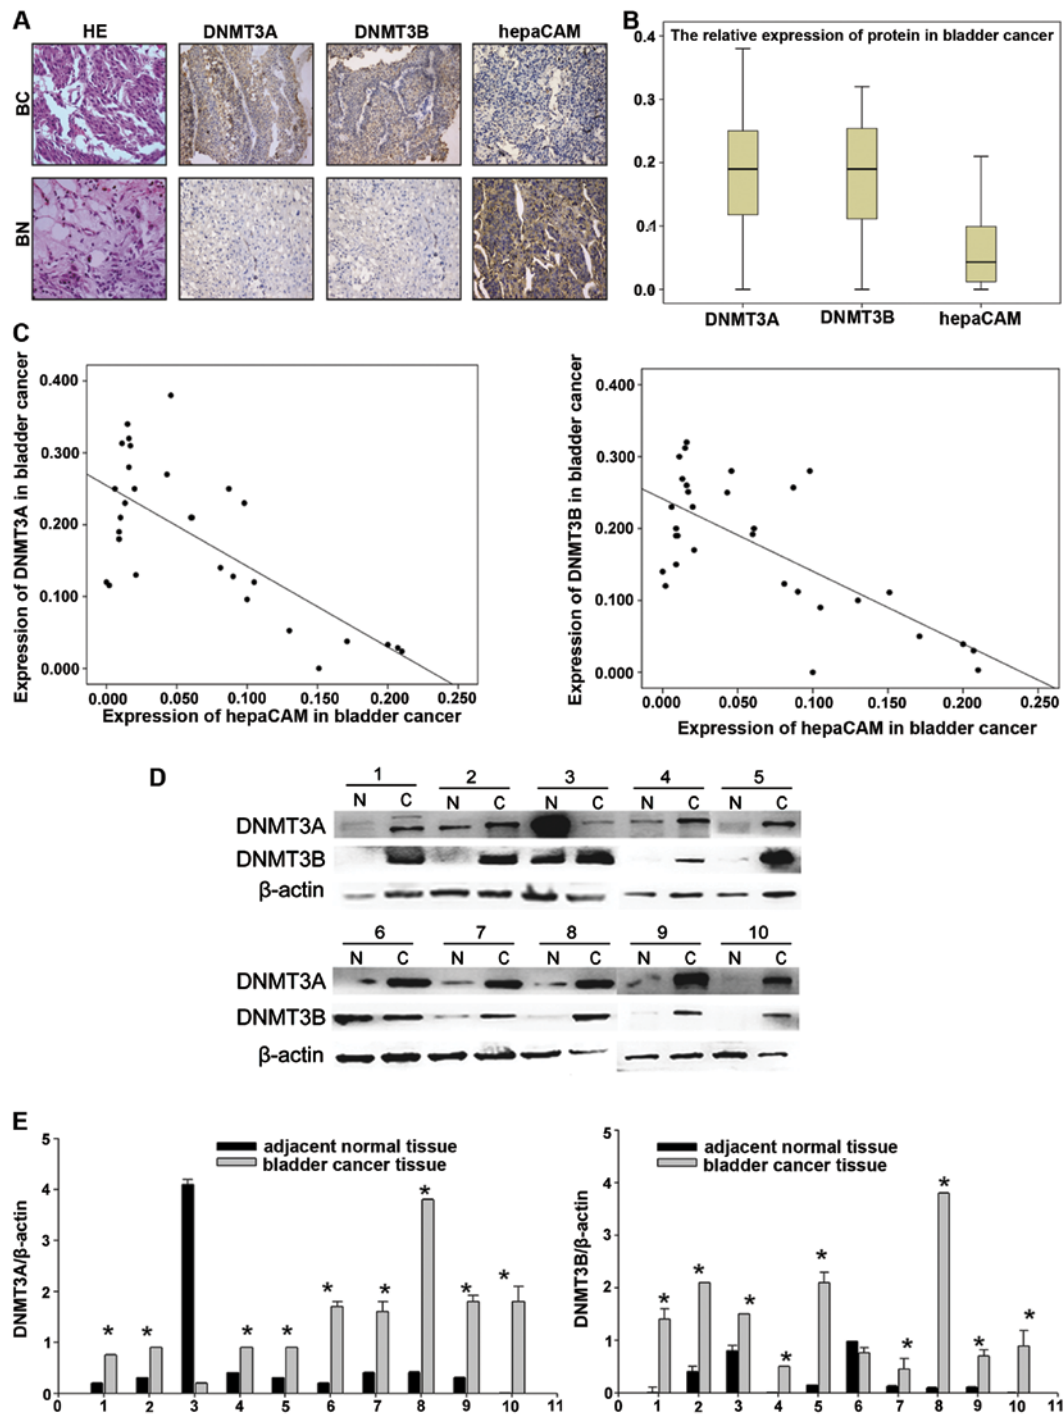 A
HE DNMT3A DNMT3B hepaCAM
BC
BN
B
The relative expression of protein in bladder cancer
0.4
0.3
0.2
0.1
0.0
DNMT3A DNMT3B hepaCAM
C
Expression of DNMT3A in bladder cancer
0.400
0.300
0.200
0.100
0.000
0.000 0.050 0.100 0.150 0.200 0.250
Expression of hepaCAM in bladder cancer
Expression of DNMT3B in bladder cancer
0.400
0.300
0.200
0.100
0.000
0.000 0.050 0.100 0.150 0.200 0.250
Expression of hepaCAM in bladder cancer
D
1 2 3 4 5
N C N C N C N C N C
DNMT3A
DNMT3B
β-actin
6 7 8 9 10
N C N C N C N C N C
DNMT3A
DNMT3B
β-actin
E
DNMT3A/β-actin
5
4
3
2
1
0
adjacent normal tissue
bladder cancer tissue
* * * * * * * * *
0 1 2 3 4 5 6 7 8 9 10 11
DNMT3B/β-actin
5
4
3
2
1
0
adjacent normal tissue
bladder cancer tissue
* * * * * * * * *
0 1 2 3 4 5 6 7 8 9 10 11